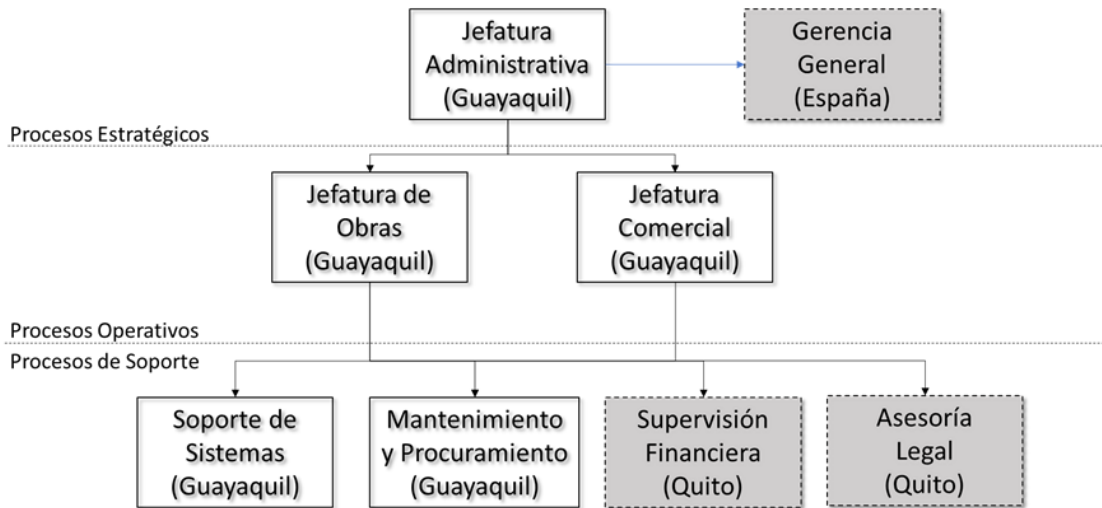 Jefatura
Administrativa
(Guayaquil)
Gerencia
General
(España)
Procesos Estratégicos
Jefatura de
Obras
(Guayaquil)
Jefatura
Comercial
(Guayaquil)
Procesos Operativos
Procesos de Soporte
Soporte de
Sistemas
(Guayaquil)
Mantenimiento
y Procuramiento
(Guayaquil)
Supervisión
Financiera
(Quito)
Asesoría
Legal
(Quito)